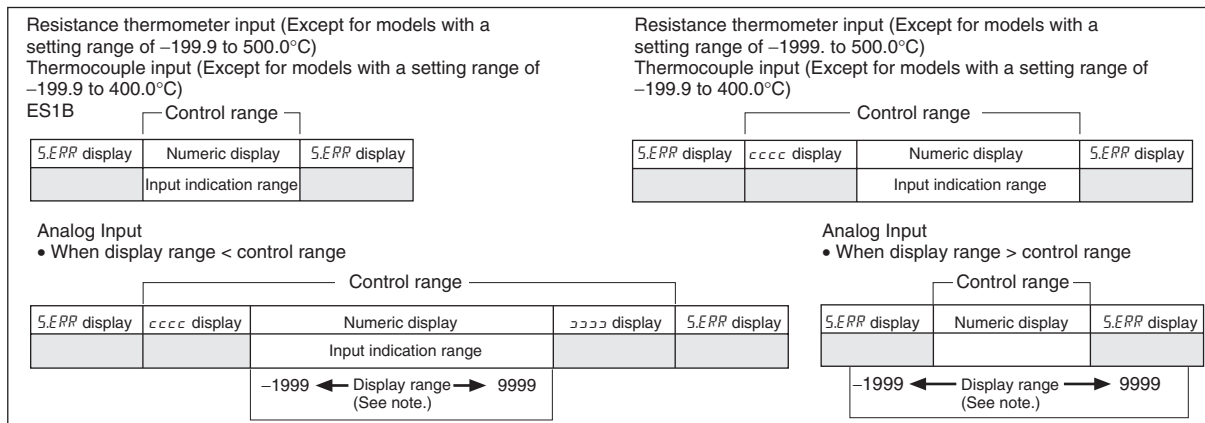 Resistance thermometer input (Except for models with a
setting range of –199.9 to 500.0°C)
Thermocouple input (Except for models with a setting range of
–199.9 to 400.0°C)
ES1B
Control range
S.ERR display Numeric display S.ERR display
Input indication range
Resistance thermometer input (Except for models with a
setting range of –1999. to 500.0°C)
Thermocouple input (Except for models with a setting range of
–199.9 to 400.0°C)
Control range
S.ERR display cccc display Numeric display S.ERR display
Input indication range
Analog Input
• When display range < control range
Control range
S.ERR display cccc display Numeric display ɔɔɔɔ display S.ERR display
Input indication range
–1999 ◄ Display range ► 9999
(See note.)
Analog Input
• When display range > control range
Control range
S.ERR display Numeric display S.ERR display
–1999 ◄ Display range ► 9999
(See note.)